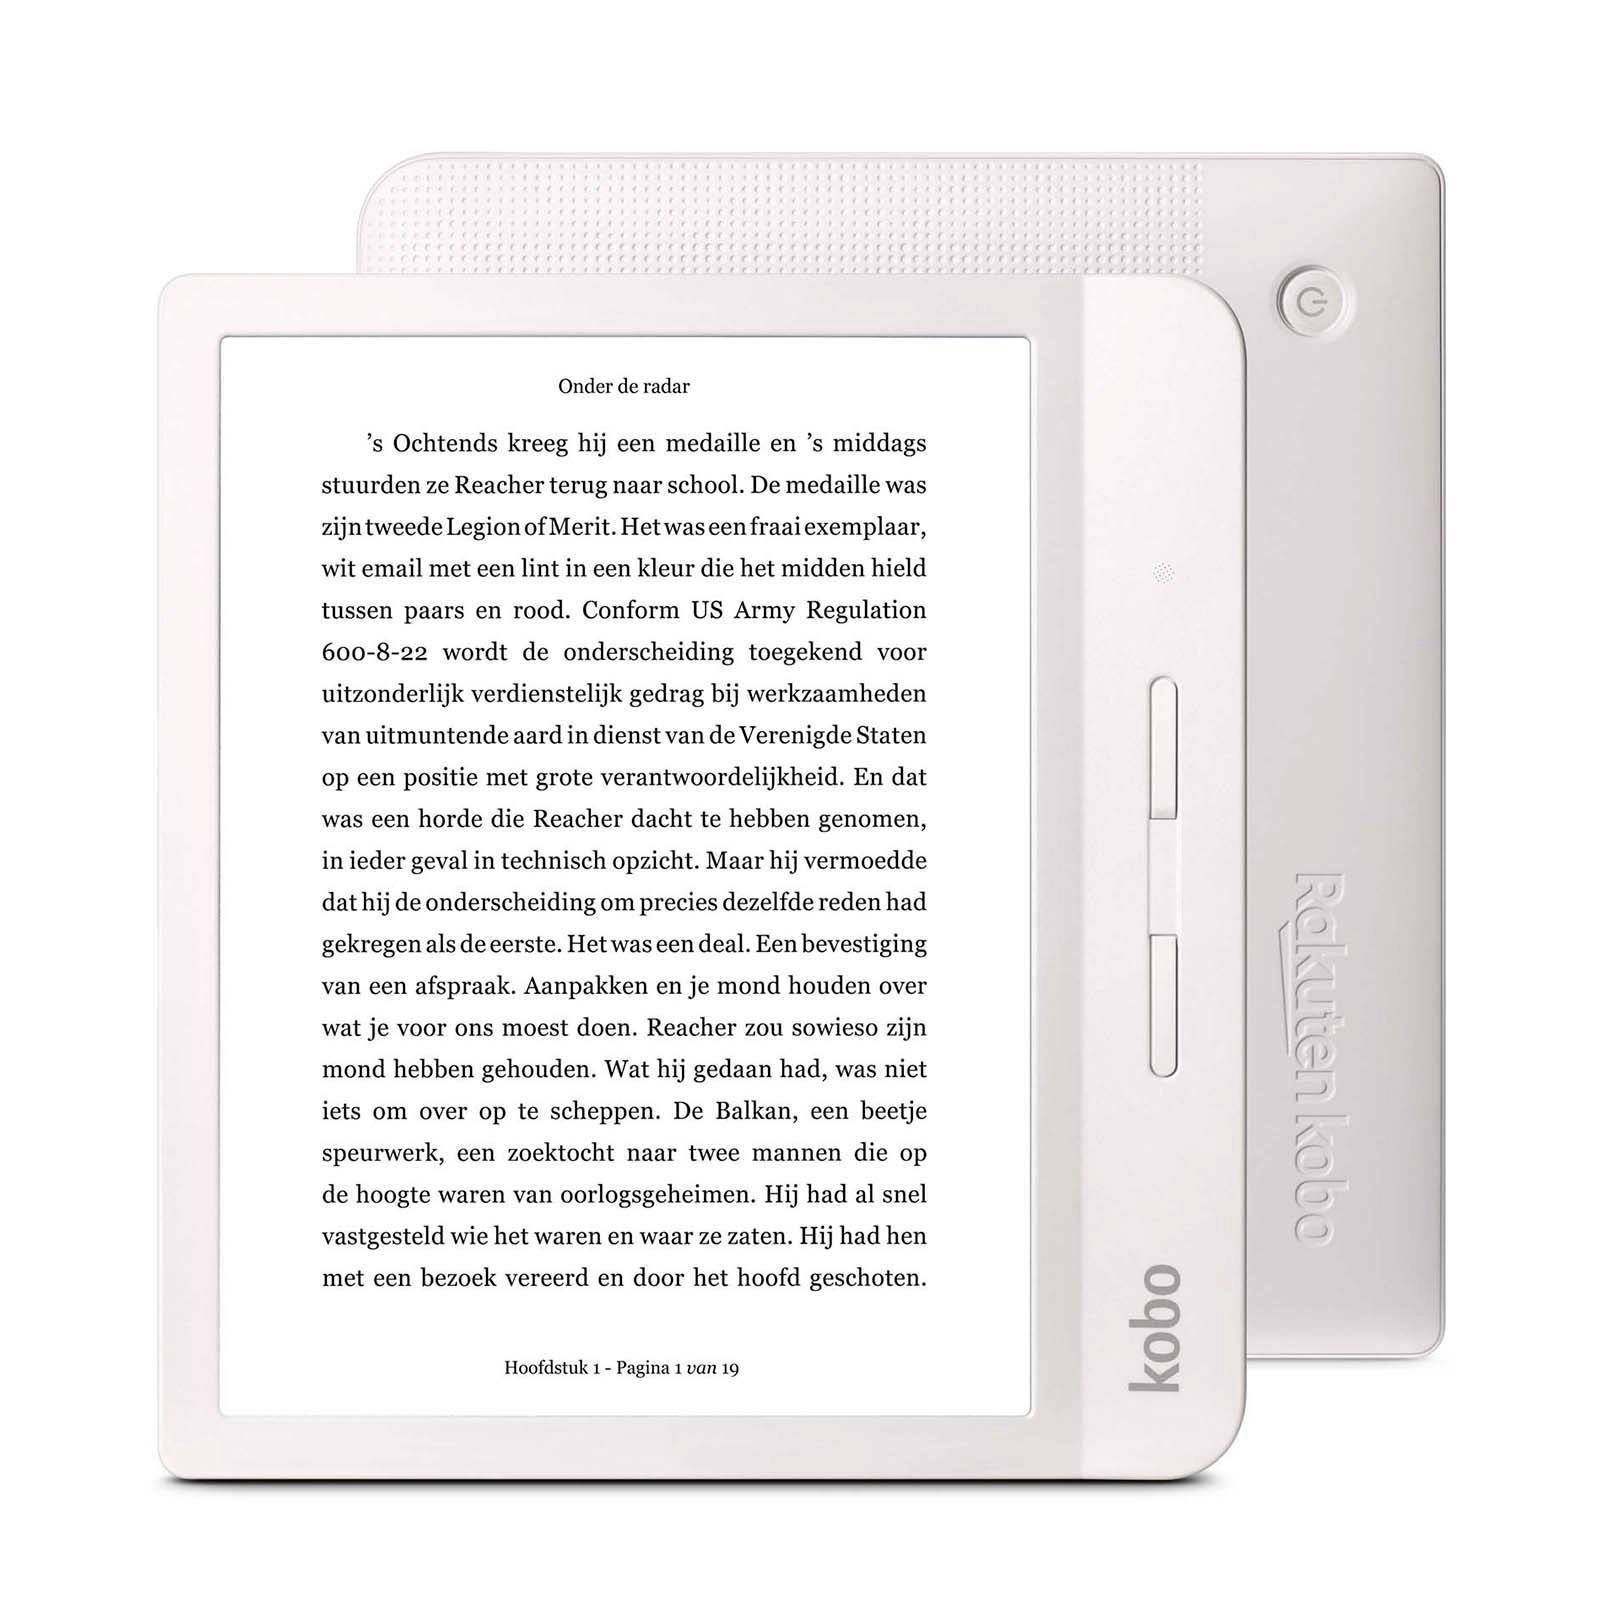 Onder de radar
’s Ochtends kreeg hij een medaille en ’s middags
stuurden ze Reacher terug naar school. De medaille was
zijn tweede Legion of Merit. Het was een fraai exemplaar,
wit email met een lint in een kleur die het midden hield
tussen paars en rood. Conform US Army Regulation
600-8-22 wordt de onderscheiding toegekend voor
uitzonderlijk verdienstelijk gedrag bij werkzaamheden
van uitmuntende aard in dienst van de Verenigde Staten
op een positie met grote verantwoordelijkheid. En dat
was een horde die Reacher dacht te hebben genomen,
in ieder geval in technisch opzicht. Maar hij vermoedde
dat hij de onderscheiding om precies dezelfde reden had
gekregen als de eerste. Het was een deal. Een bevestiging
van een afspraak. Aanpakken en je mond houden over
wat je voor ons moest doen. Reacher zou sowieso zijn
mond hebben gehouden. Wat hij gedaan had, was niet
iets om over op te scheppen. De Balkan, een beetje
speurwerk, een zoektocht naar twee mannen die op
de hoogte waren van oorlogsgeheimen. Hij had al snel
vastgesteld wie het waren en waar ze zaten. Hij had hen
met een bezoek vereerd en door het hoofd geschoten.
Hoofdstuk 1 - Pagina 1 van 19
kobo
Rakuten kobo